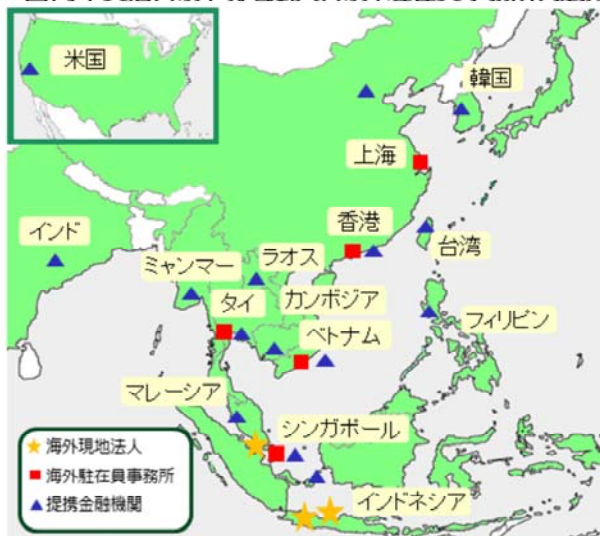 米国
韓国
上海
香港
インド
台湾
ミャンマー
ラオス
タイ
カンボジア
フィリピン
ベトナム
マレーシア
シンガポール
インドネシア
海外現地法人
海外駐在員事務所
提携金融機関